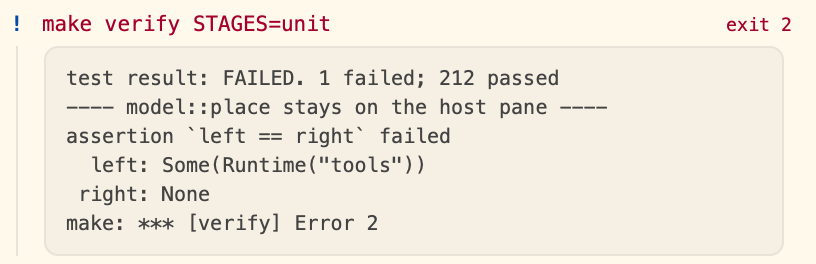 ! make verify STAGES=unit exit 2
test result: FAILED. 1 failed; 212 passed
---- model::place stays on the host pane ----
assertion `left == right` failed
  left: Some(Runtime("tools"))
 right: None
make: *** [verify] Error 2